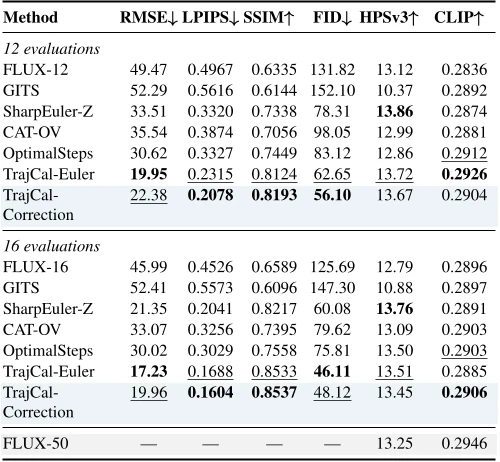 Method RMSE↓ LPIPS↓ SSIM↑ FID↓ HPSv3↑ CLIP↑
12 evaluations
FLUX-12 49.47 0.4967 0.6335 131.82 13.12 0.2836
GITS 52.29 0.5616 0.6144 152.10 10.37 0.2892
SharpEuler-Z 33.51 0.3320 0.7338 78.31 13.86 0.2874
CAT-OV 35.54 0.3874 0.7056 98.05 12.99 0.2881
OptimalSteps 30.62 0.3327 0.7449 83.12 12.86 0.2912
TrajCal-Euler 19.95 0.2315 0.8124 62.65 13.72 0.2926
TrajCal- 22.38 0.2078 0.8193 56.10 13.67 0.2904
Correction
16 evaluations
FLUX-16 45.99 0.4526 0.6589 125.69 12.79 0.2896
GITS 52.41 0.5573 0.6096 147.30 10.88 0.2897
SharpEuler-Z 21.35 0.2041 0.8217 60.08 13.76 0.2891
CAT-OV 33.07 0.3256 0.7395 79.62 13.09 0.2903
OptimalSteps 30.02 0.3029 0.7558 75.81 13.50 0.2903
TrajCal-Euler 17.23 0.1688 0.8533 46.11 13.51 0.2885
TrajCal- 19.96 0.1604 0.8537 48.12 13.45 0.2906
Correction
FLUX-50 — — — — 13.25 0.2946